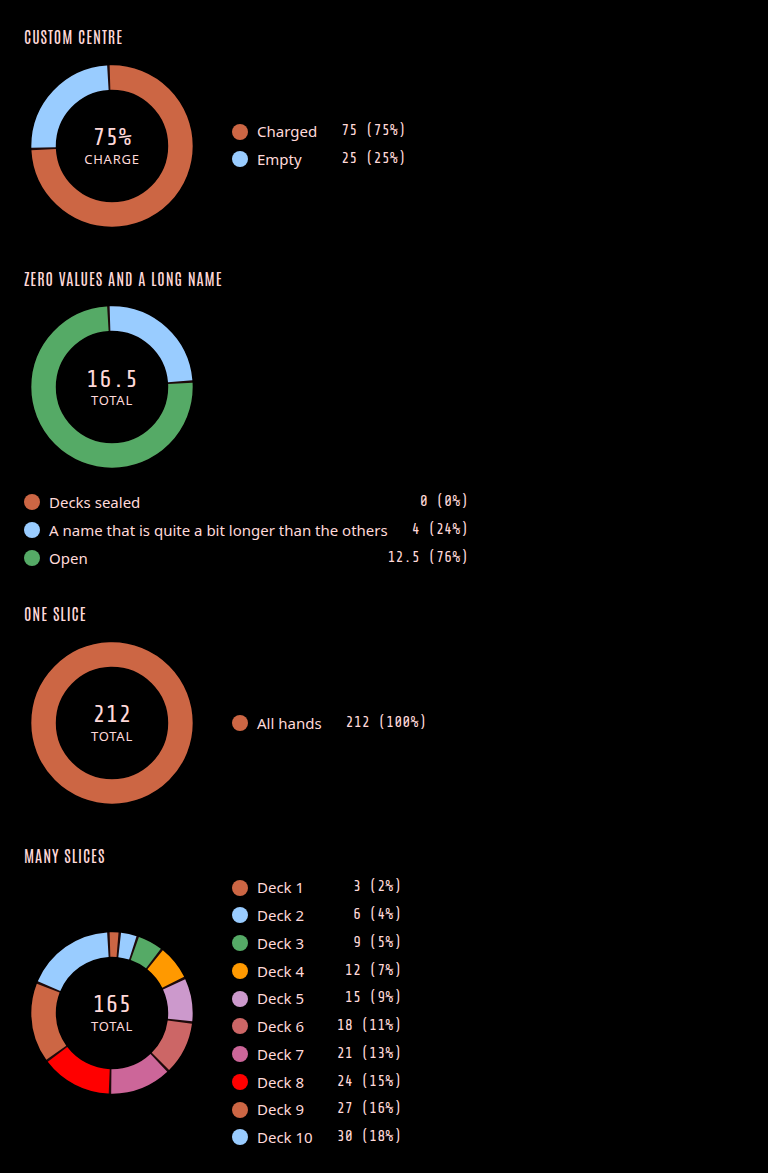 CUSTOM CENTRE
75%
CHARGE
Charged 75 (75%)
Empty 25 (25%)
ZERO VALUES AND A LONG NAME
16.5
TOTAL
Decks sealed 0 (0%)
A name that is quite a bit longer than the others 4 (24%)
Open 12.5 (76%)
ONE SLICE
212
TOTAL
All hands 212 (100%)
MANY SLICES
165
TOTAL
Deck 1 3 (2%)
Deck 2 6 (4%)
Deck 3 9 (5%)
Deck 4 12 (7%)
Deck 5 15 (9%)
Deck 6 18 (11%)
Deck 7 21 (13%)
Deck 8 24 (15%)
Deck 9 27 (16%)
Deck 10 30 (18%)